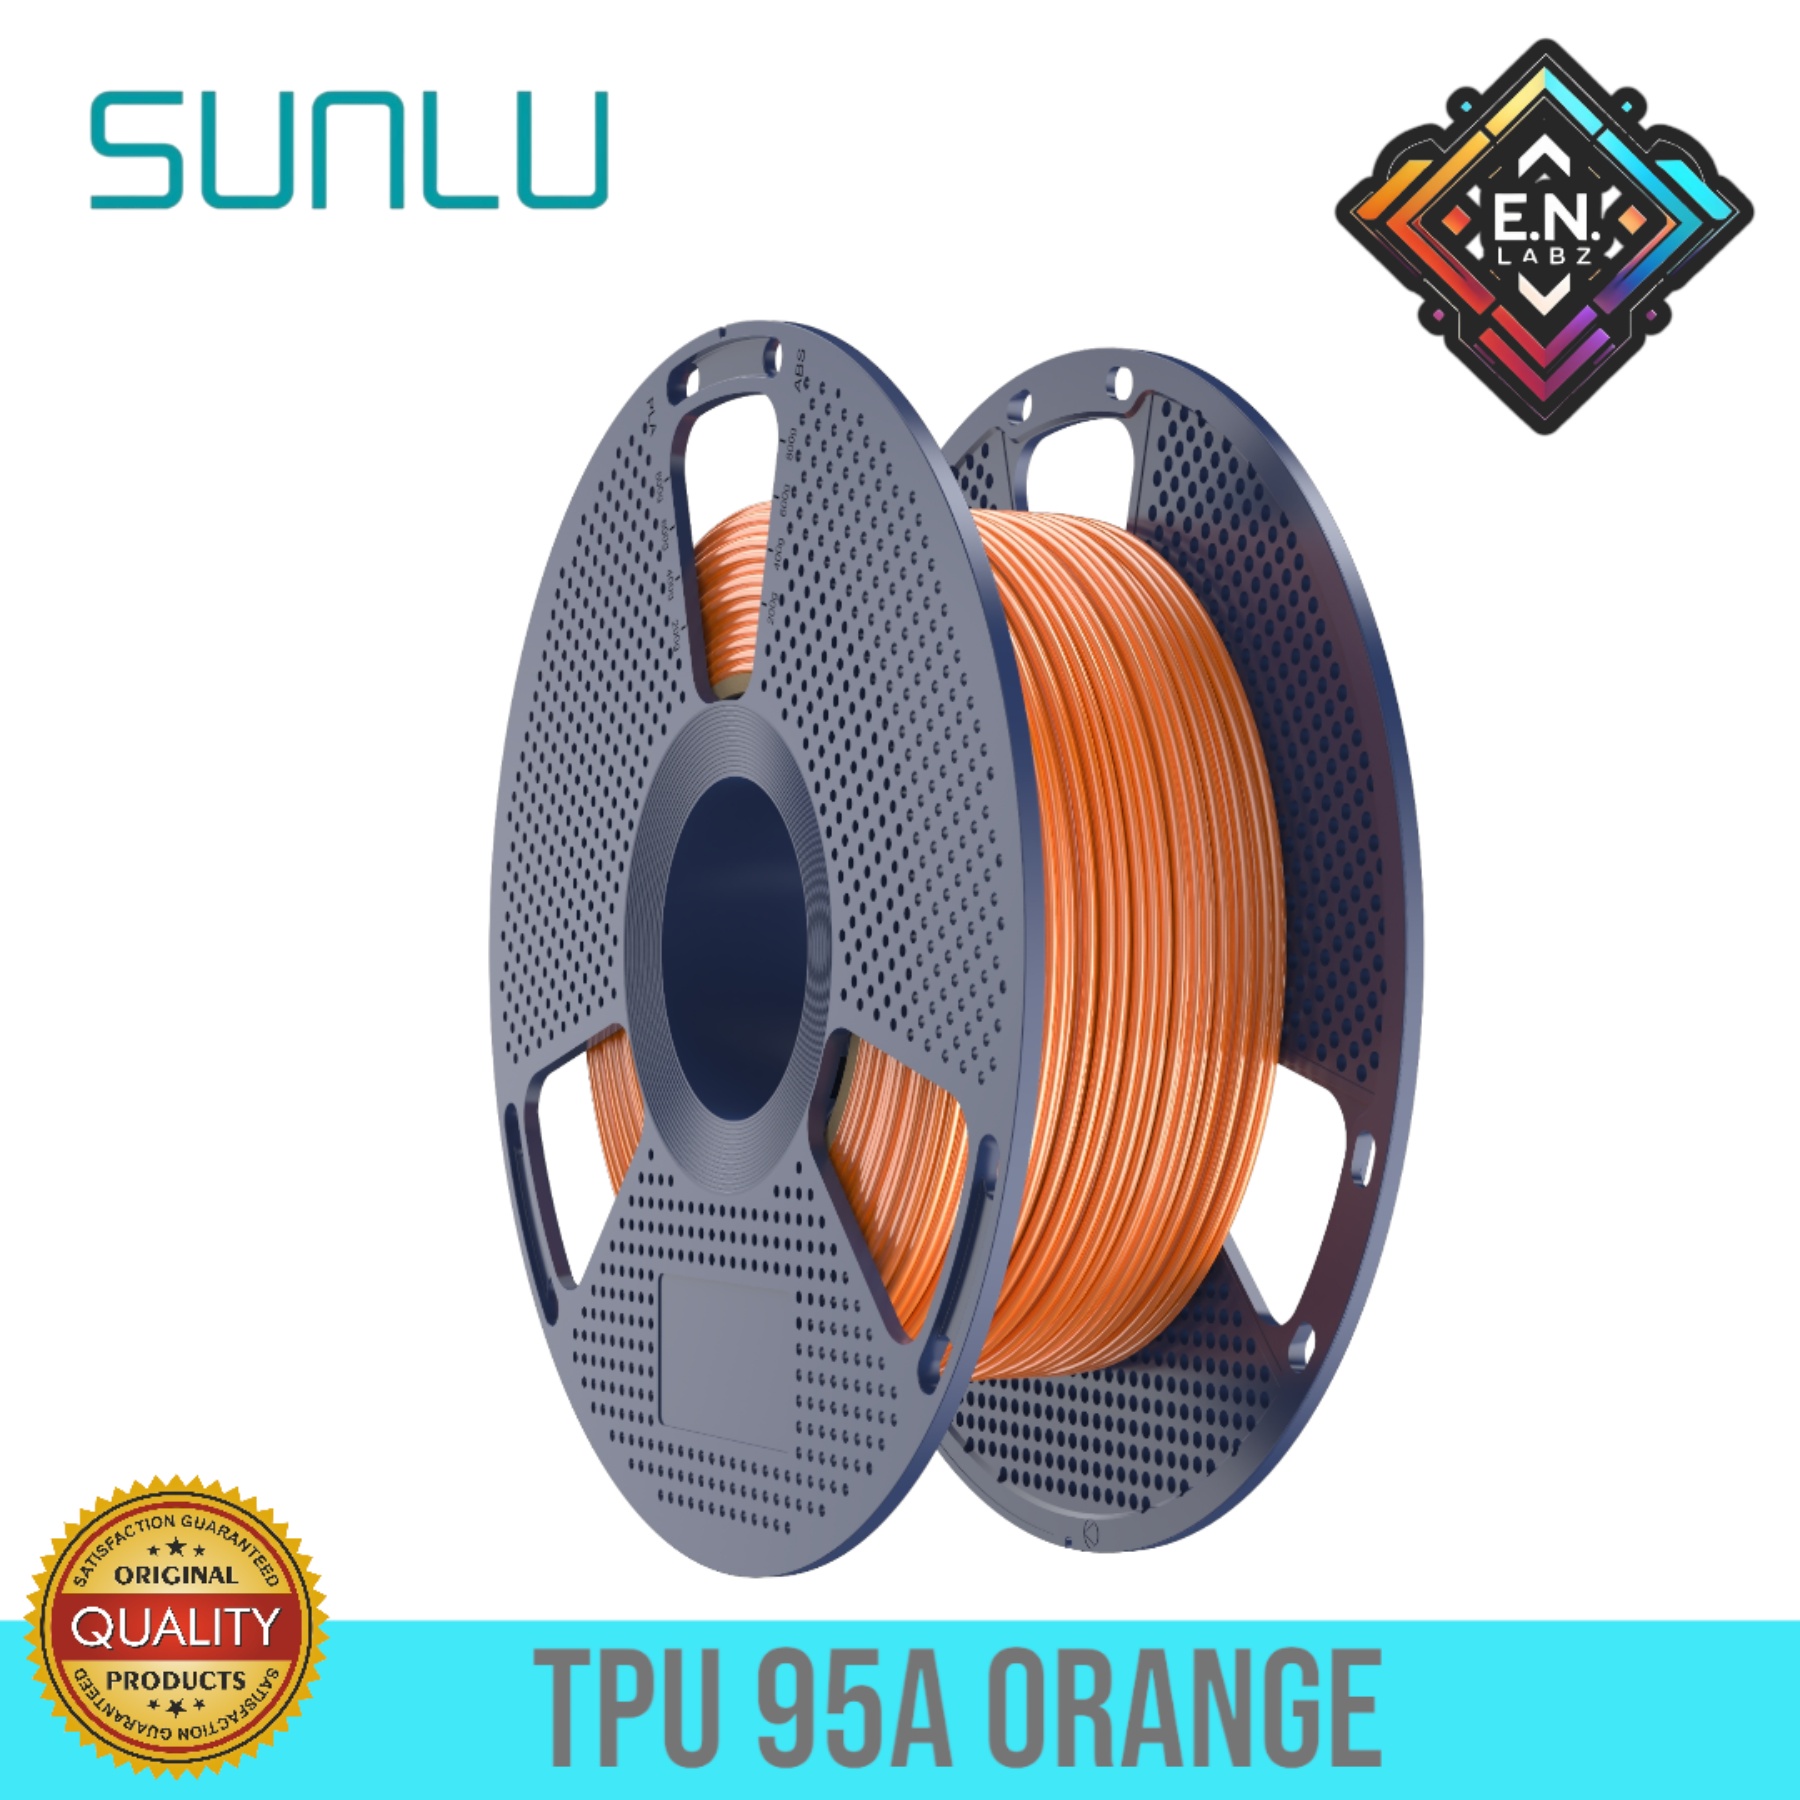 SUNLU
E.N.
LABZ
ABS
PLA
800g
600g
400g
200g
800g
600g
400g
200g
SATISFACTION GUARANTEED
ORIGINAL
QUALITY
PRODUCTS
SATISFACTION GUARANTEED
TPU 95A ORANGE